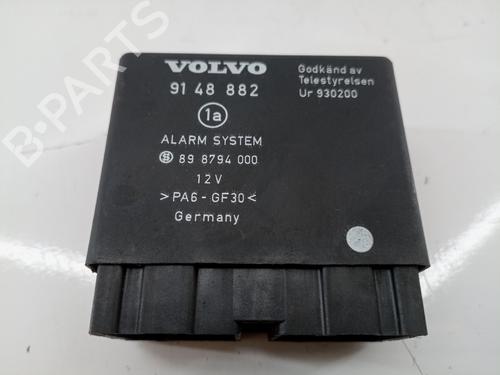 VOLVO
91 48 882
1a
ALARM SYSTEM
S 89 8794 000
12V
>PA6-GF30<
Germany
Godkänd av
Telestyrelsen
Ur 930200
B PARTS